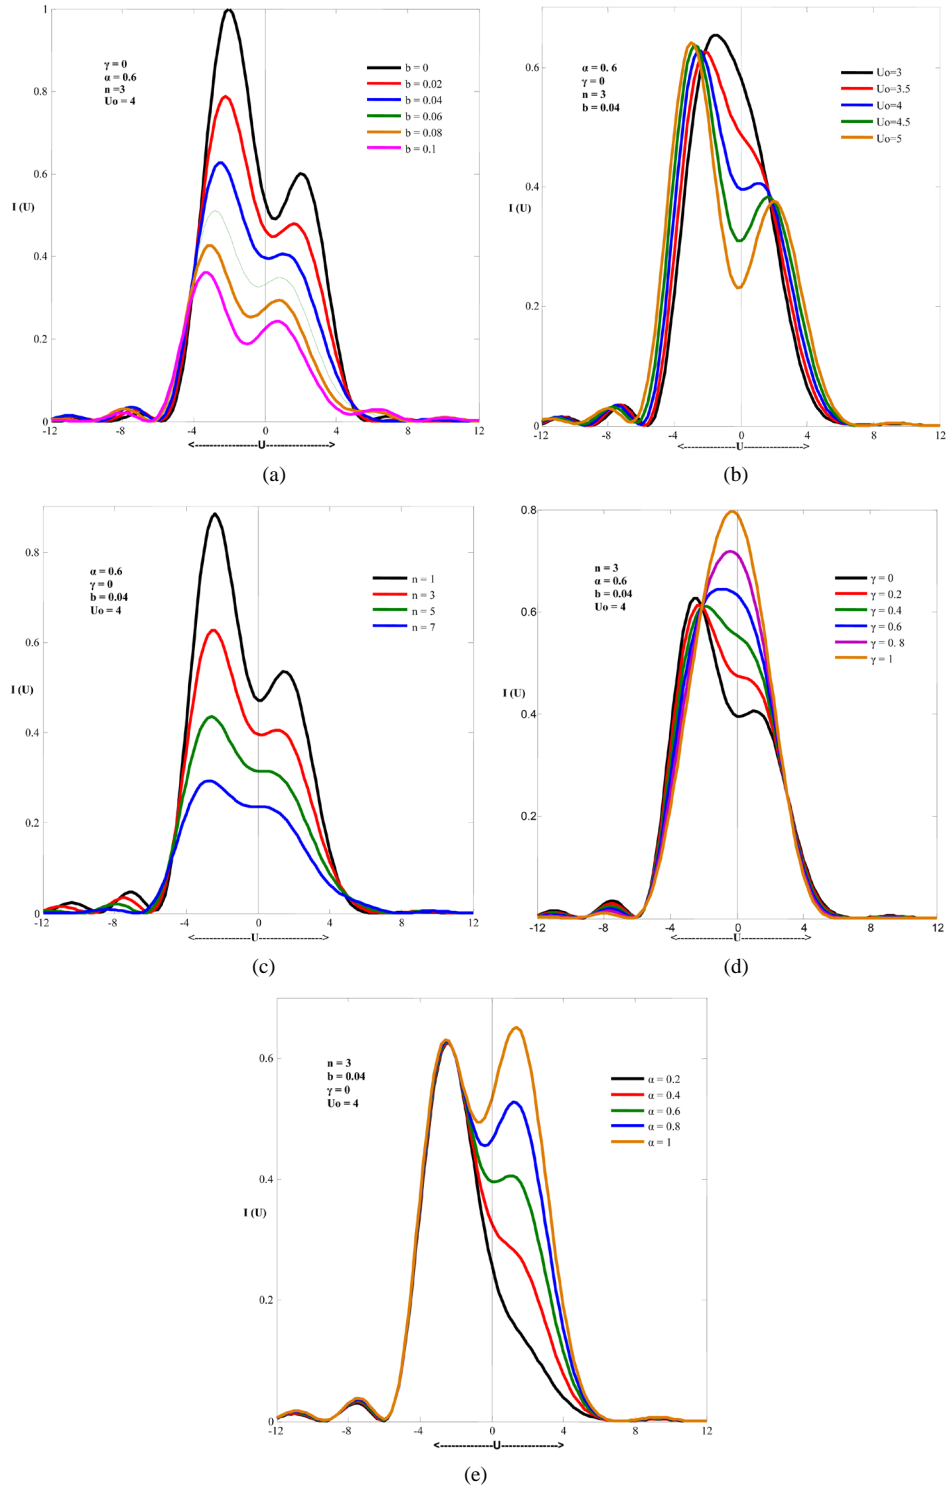 1
γ = 0
α = 0.6
n =3
Uo = 4
b = 0
b = 0.02
b = 0.04
b = 0.06
b = 0.08
b = 0.1
0.8
0.6
I (U)
0.4
0.2
0
-12
-8
-4
0
4
8
12
<---------------U--------------->
(a)
0.6
α = 0. 6
γ = 0
n = 3
b = 0.04
Uo=3
Uo=3.5
Uo=4
Uo=4.5
Uo=5
0.4
I (U)
0.2
0
-12
-8
-4
0
4
8
12
<---------------U--------------->
(b)
0.8
α = 0.6
γ = 0
b = 0.04
Uo = 4
n = 1
n = 3
n = 5
n = 7
0.6
I (U)
0.4
0.2
0
-12
-8
-4
0
4
8
12
<---------------U--------------->
(c)
0.8
n = 3
α = 0.6
b = 0.04
Uo = 4
γ = 0
γ = 0.2
γ = 0.4
γ = 0.6
γ = 0. 8
γ = 1
0.6
I (U)
0.4
0.2
-12
-8
-4
0
4
8
12
<---------------U--------------->
(d)
0.6
n = 3
b = 0.04
γ = 0
Uo = 4
α = 0.2
α = 0.4
α = 0.6
α = 0.8
α = 1
0.4
I (U)
0.2
0
-12
-8
-4
0
4
8
12
<---------------U--------------->
(e)